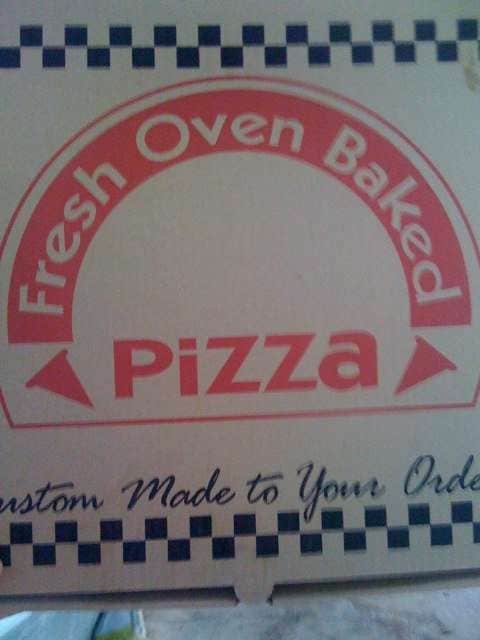 Fresh Oven Baked
PiZZa
ustom Made to Your Orde